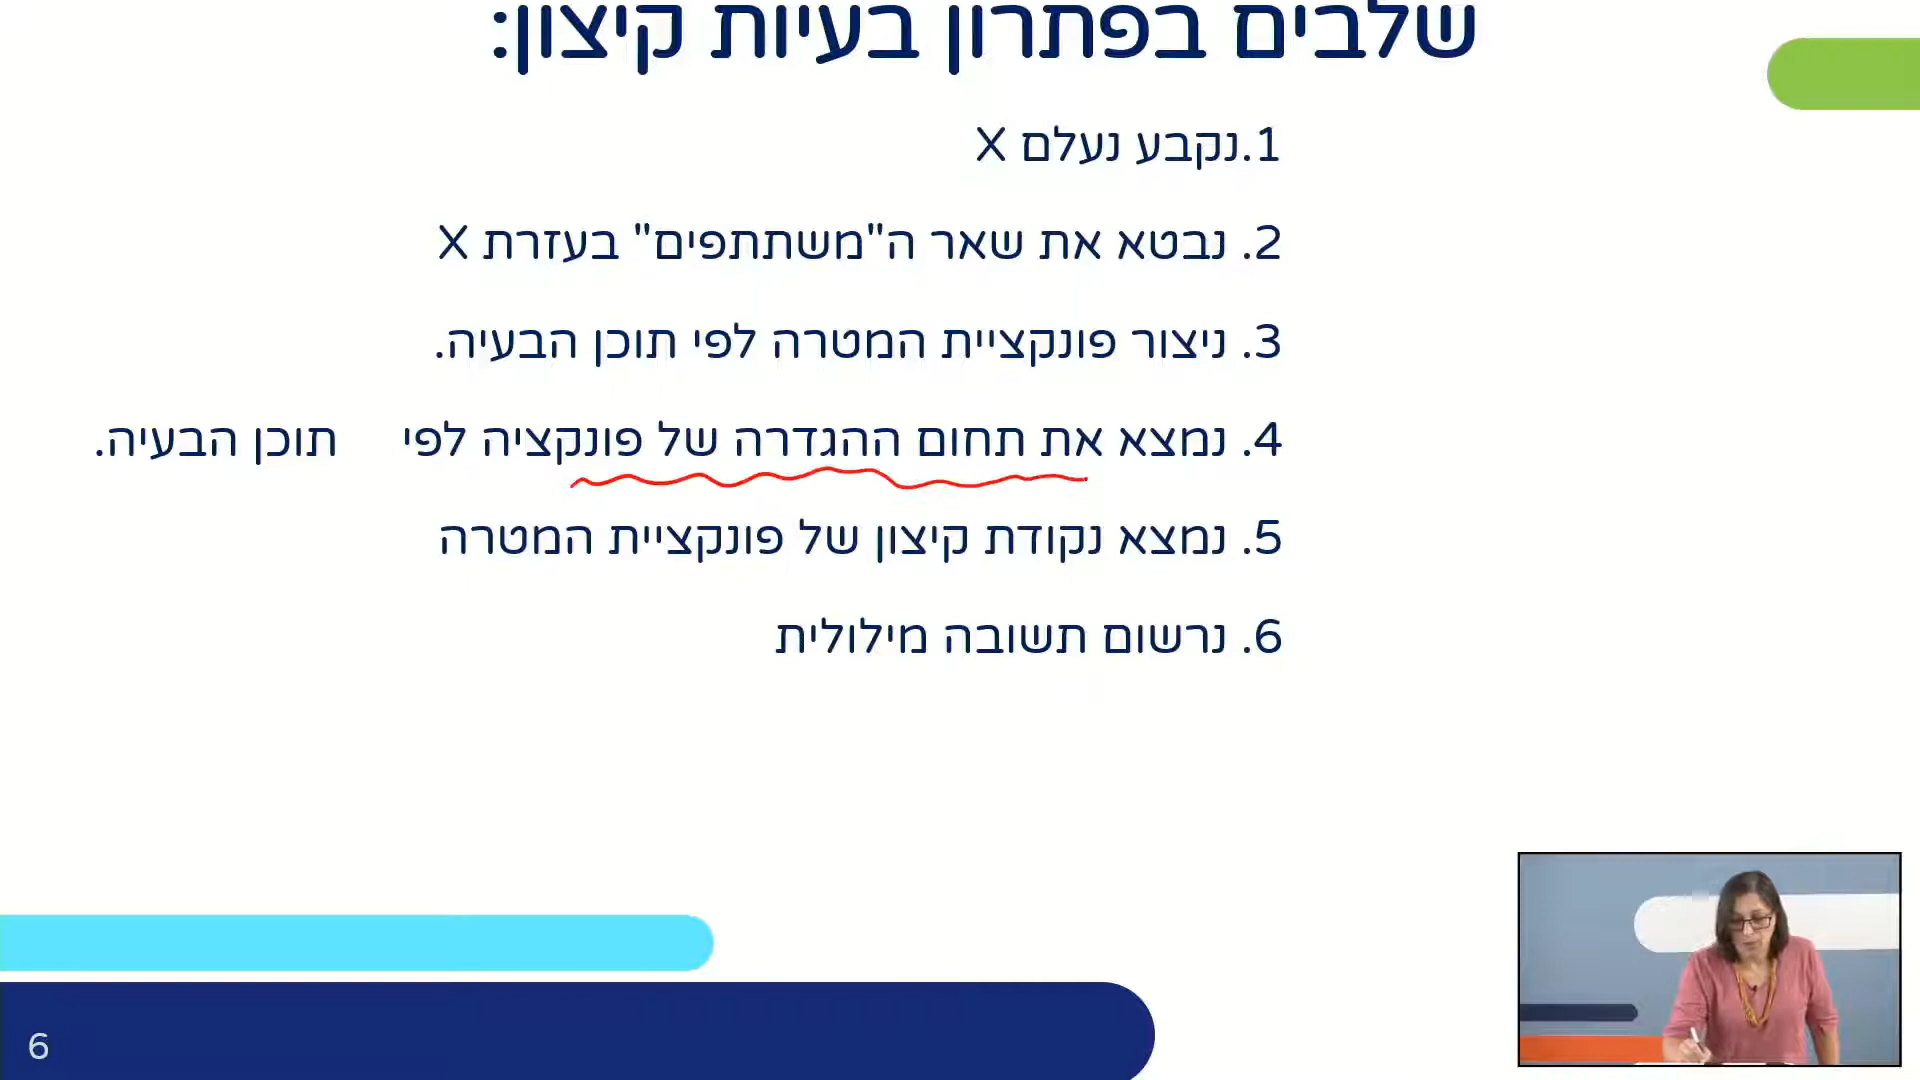 שלבים בפתרון בעיות קיצון:
1.נקבע נעלם X
2. נבטא את שאר ה"משתתפים" בעזרת X
3. ניצור פונקציית המטרה לפי תוכן הבעיה.
4. נמצא את תחום ההגדרה של פונקציה לפי תוכן הבעיה.
5. נמצא נקודת קיצון של פונקציית המטרה
6. נרשום תשובה מילולית
6